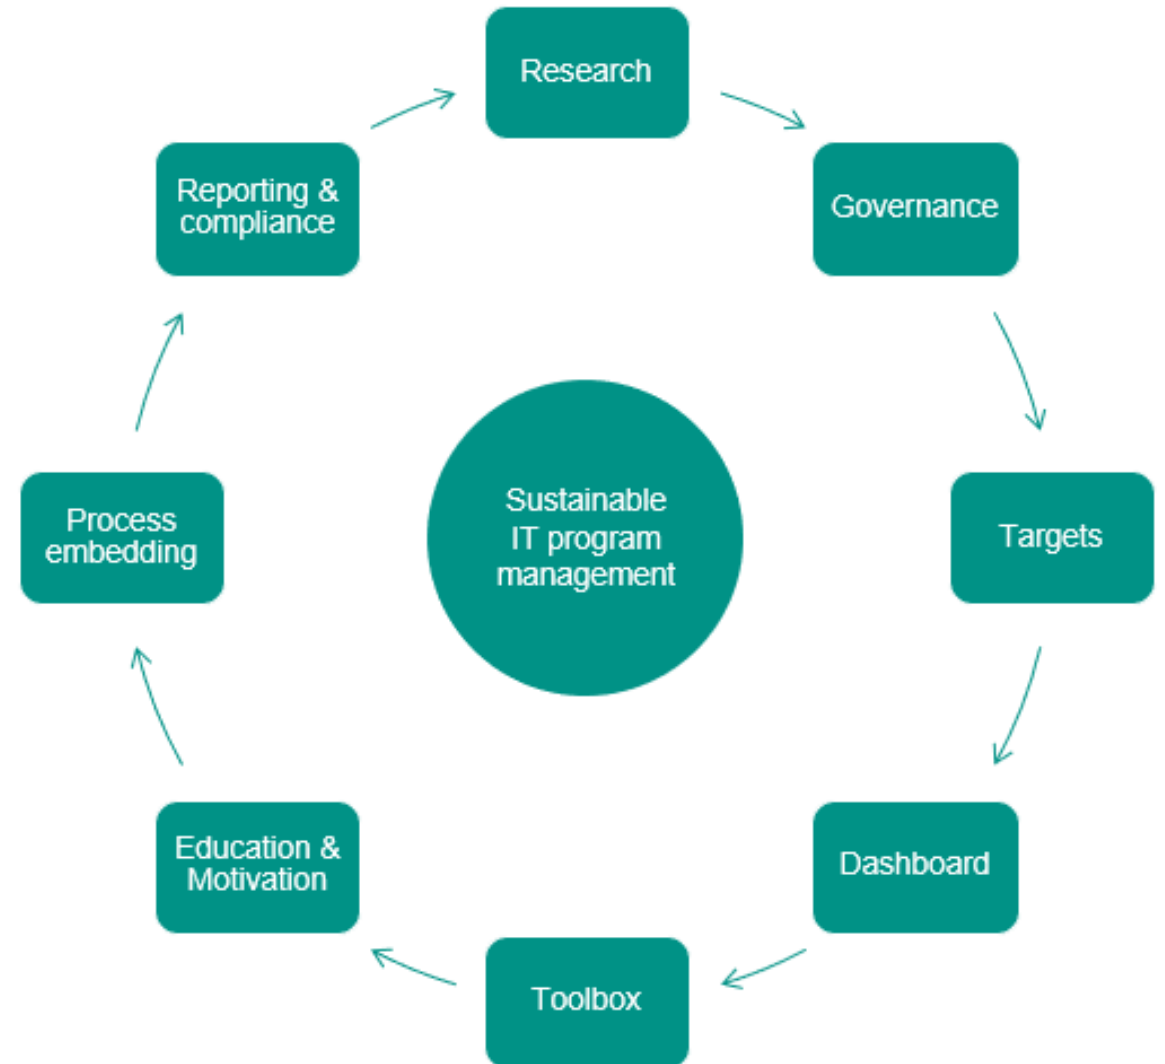 Research
Governance
Targets
Dashboard
Toolbox
Education &
Motivation
Process
embedding
Reporting &
compliance
Sustainable
IT program
management